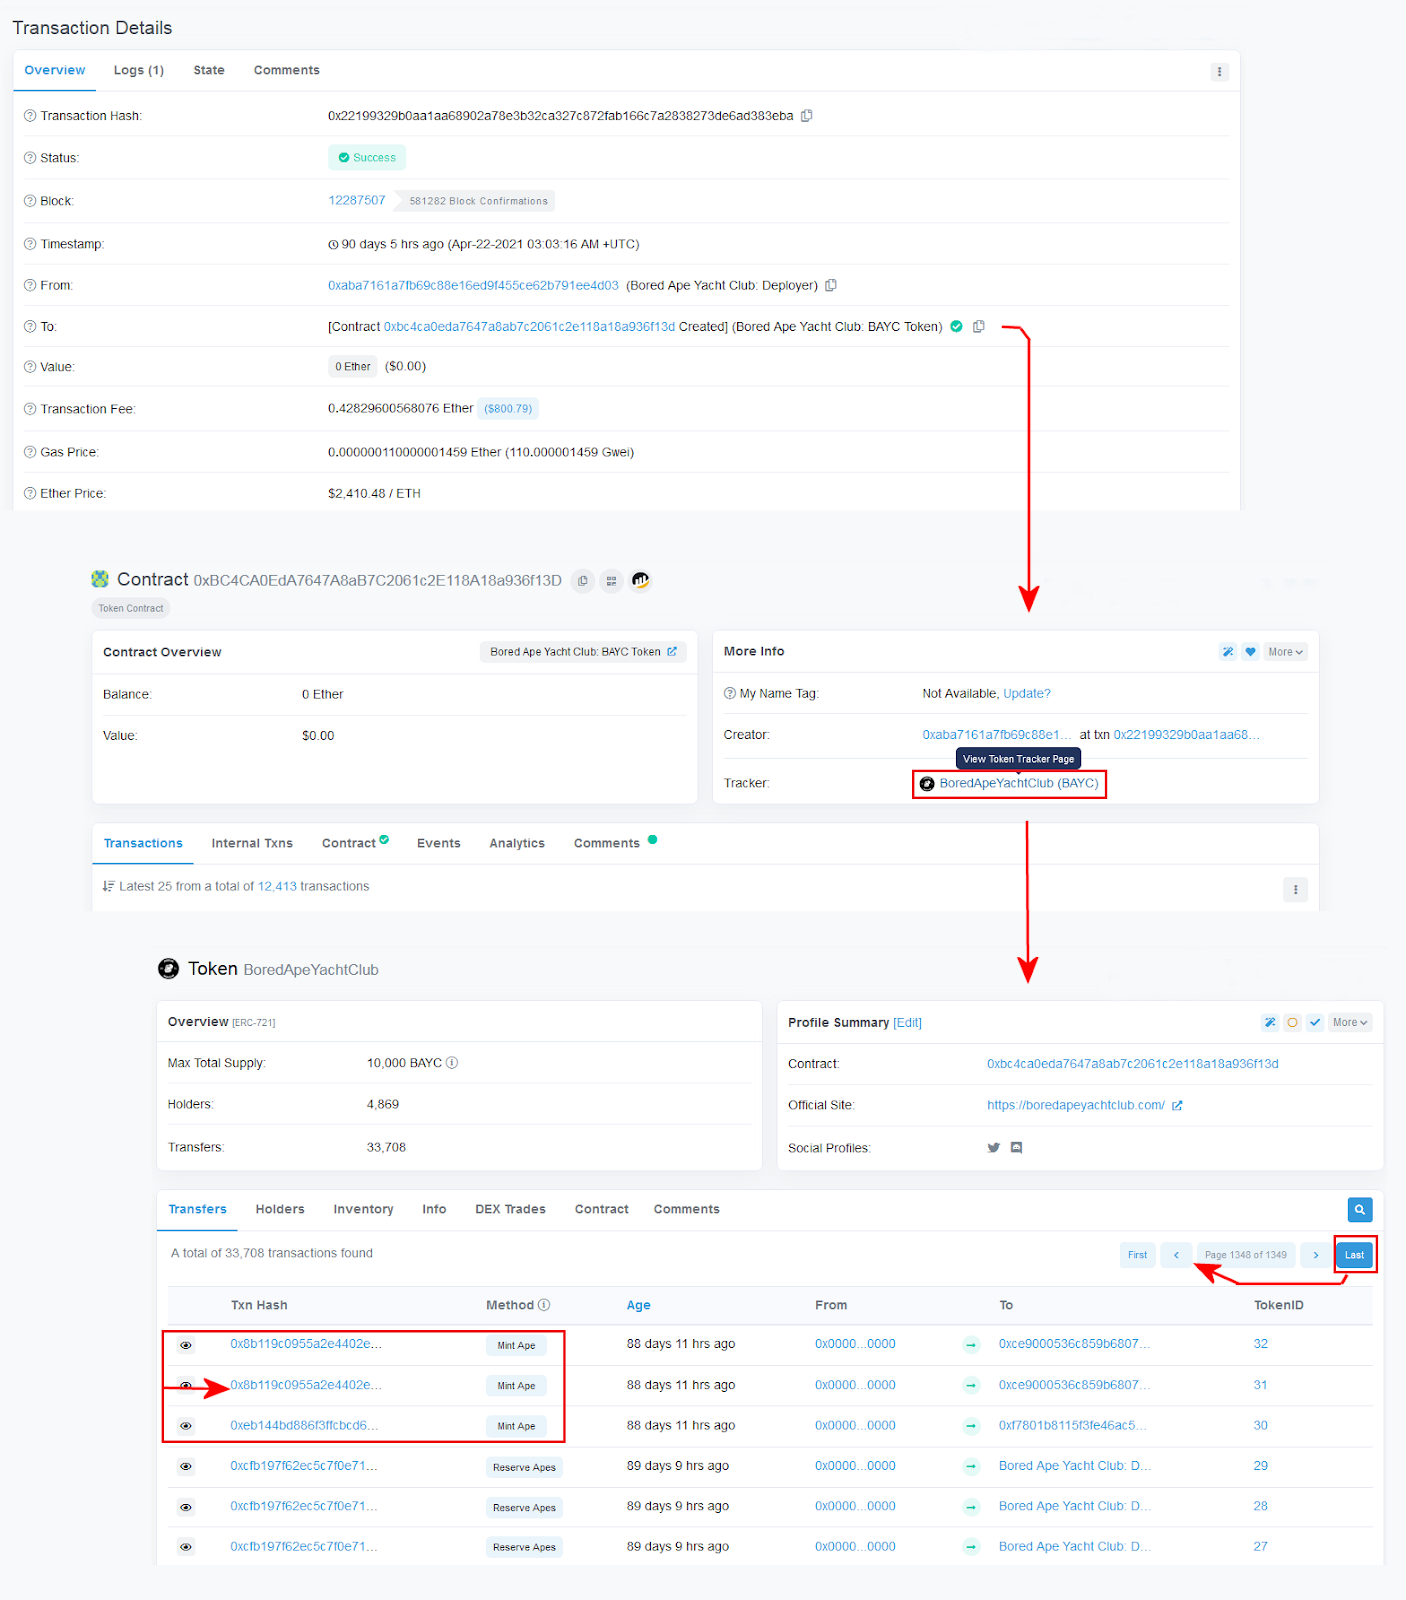 Transaction Details
Overview Logs (1) State Comments
Transaction Hash: 0x22199329b0aa1aa68902a78e3b32ca327c872fab166c7a2838273de6ad383eba
Status: Success
Block: 12287507 581282 Block Confirmations
Timestamp: 90 days 5 hrs ago (Apr-22-2021 03:03:16 AM +UTC)
From: 0xaba7161a7fb69c88e16ed9f455ce62b791ee4d03 (Bored Ape Yacht Club: Deployer)
To: [Contract 0xbc4ca0eda7647a8ab7c2061c2e118a18a936f13d Created] (Bored Ape Yacht Club: BAYC Token)
Value: 0 Ether ($0.00)
Transaction Fee: 0.42829600568076 Ether ($800.79)
Gas Price: 0.000000110000001459 Ether (110.000001459 Gwei)
Ether Price: $2,410.48 / ETH
Contract 0xBC4CA0EdA7647A8aB7C2061c2E118A18a936f13D
Token Contract
Contract Overview Bored Ape Yacht Club: BAYC Token
Balance: 0 Ether
Value: $0.00
More Info More
My Name Tag: Not Available, Update?
Creator: 0xaba7161a7fb69c88e1... at txn 0x22199329b0aa1aa68...
View Token Tracker Page
Tracker: BoredApeYachtClub (BAYC)
Transactions Internal Txns Contract Events Analytics Comments
Latest 25 from a total of 12,413 transactions
Token BoredApeYachtClub
Overview [ERC-721]
Max Total Supply: 10,000 BAYC
Holders: 4,869
Transfers: 33,708
Profile Summary [Edit] More
Contract: 0xbc4ca0eda7647a8ab7c2061c2e118a18a936f13d
Official Site: https://boredapeyachtclub.com/
Social Profiles:
Transfers Holders Inventory Info DEX Trades Contract Comments
A total of 33,708 transactions found First Page 1348 of 1349 Last
Txn Hash Method Age From To TokenID
0x8b119c0955a2e4402e... Mint Ape 88 days 11 hrs ago 0x0000...0000 0xce9000536c859b6807... 32
0x8b119c0955a2e4402e... Mint Ape 88 days 11 hrs ago 0x0000...0000 0xce9000536c859b6807... 31
0xeb144bd886f3ffcbcd6... Mint Ape 88 days 11 hrs ago 0x0000...0000 0xf7801b8115f3fe46ac5... 30
0xcfb197f62ec5c7f0e71... Reserve Apes 89 days 9 hrs ago 0x0000...0000 Bored Ape Yacht Club: D... 29
0xcfb197f62ec5c7f0e71... Reserve Apes 89 days 9 hrs ago 0x0000...0000 Bored Ape Yacht Club: D... 28
0xcfb197f62ec5c7f0e71... Reserve Apes 89 days 9 hrs ago 0x0000...0000 Bored Ape Yacht Club: D... 27